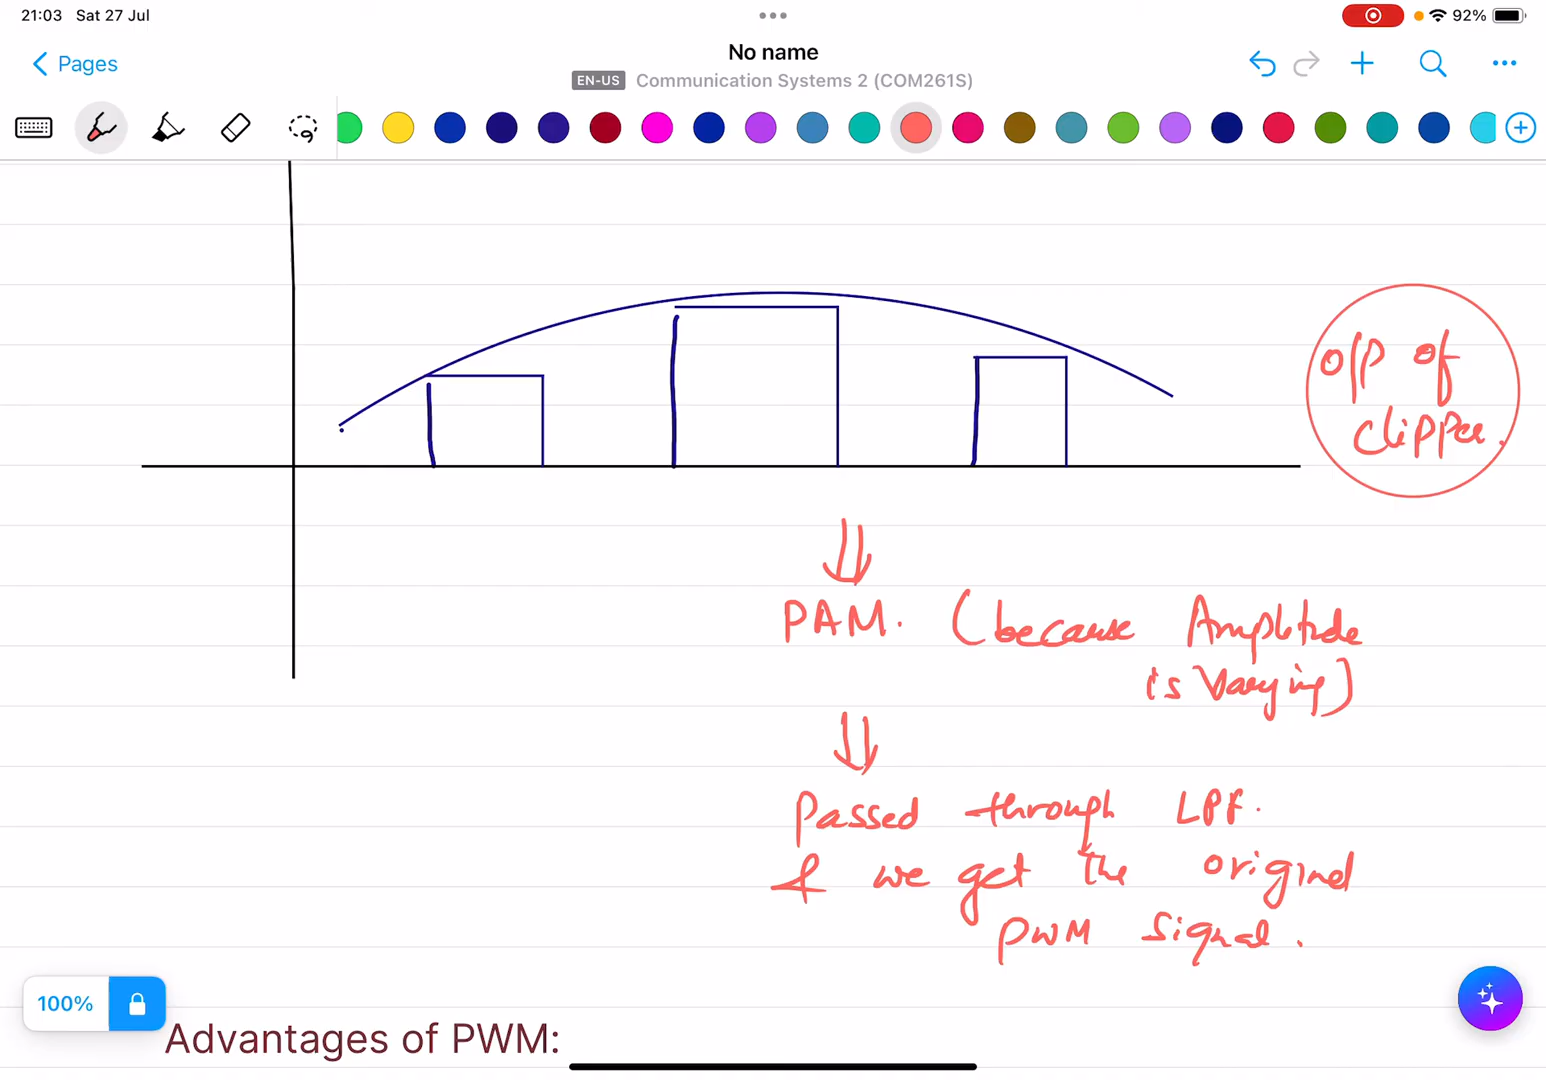 21:03 Sat 27 Jul
92%
Pages
No name
EN-US Communication Systems 2 (COM261S)
O/P of
Clipper.
PAM. (because Amplitude
is Varying)
Passed through LPF.
& we get the original
PWM Signal.
100%
Advantages of PWM: